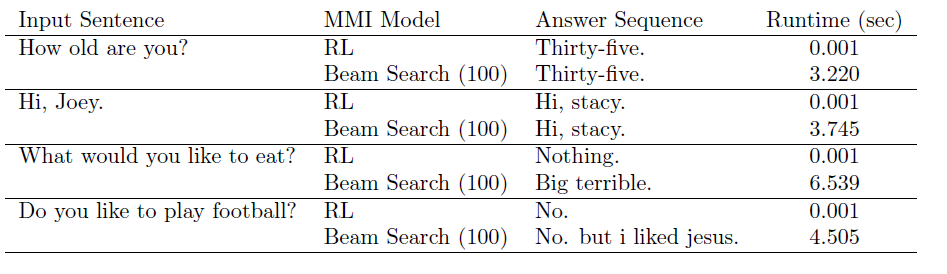 Input Sentence MMI Model Answer Sequence Runtime (sec)
How old are you? RL Thirty-five. 0.001
Beam Search (100) Thirty-five. 3.220
Hi, Joey. RL Hi, stacy. 0.001
Beam Search (100) Hi, stacy. 3.745
What would you like to eat? RL Nothing. 0.001
Beam Search (100) Big terrible. 6.539
Do you like to play football? RL No. 0.001
Beam Search (100) No. but i liked jesus. 4.505